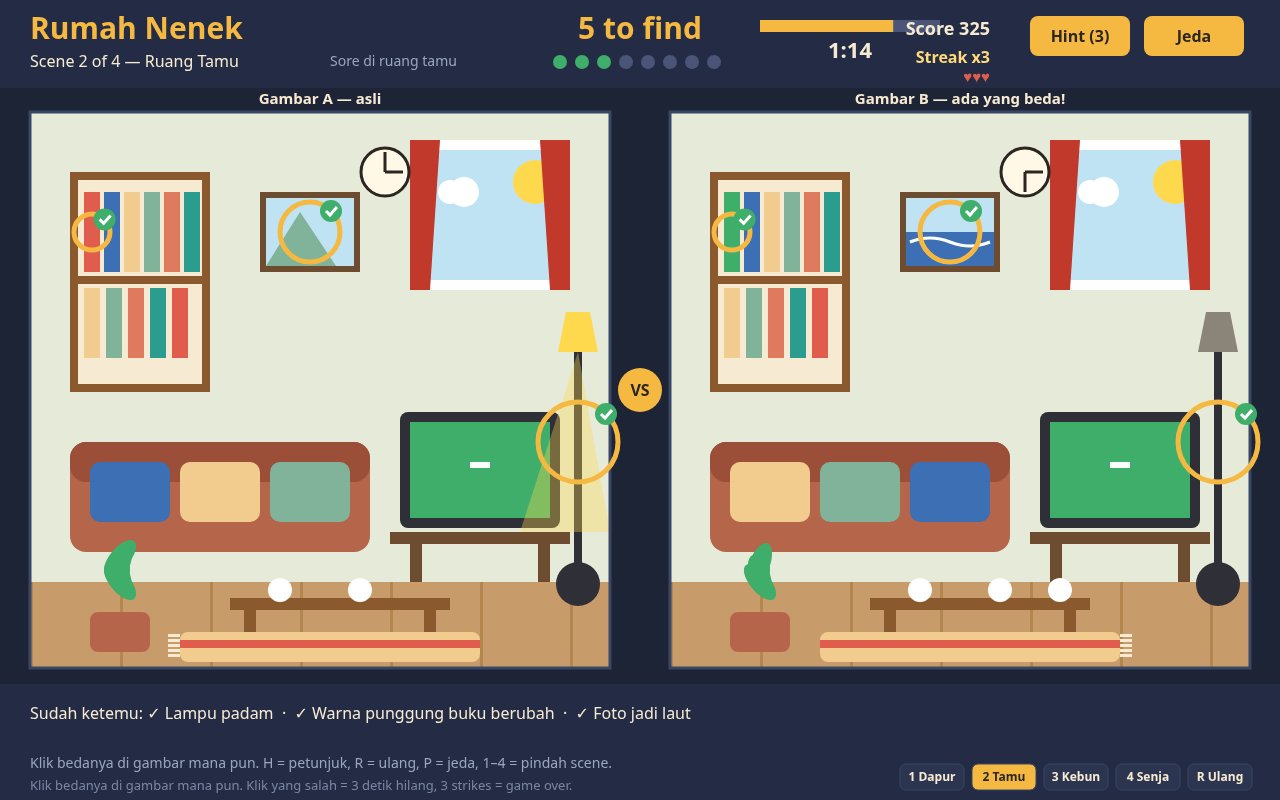 Rumah Nenek
Scene 2 of 4 — Ruang Tamu
Sore di ruang tamu
5 to find
1:14
Score 325
Streak x3
♥♥♥
Hint (3)
Jeda
Gambar A — asli
Gambar B — ada yang beda!
VS
Sudah ketemu: ✓ Lampu padam · ✓ Warna punggung buku berubah · ✓ Foto jadi laut
Klik bedanya di gambar mana pun. H = petunjuk, R = ulang, P = jeda, 1–4 = pindah scene.
Klik bedanya di gambar mana pun. Klik yang salah = 3 detik hilang, 3 strikes = game over.
1 Dapur
2 Tamu
3 Kebun
4 Senja
R Ulang